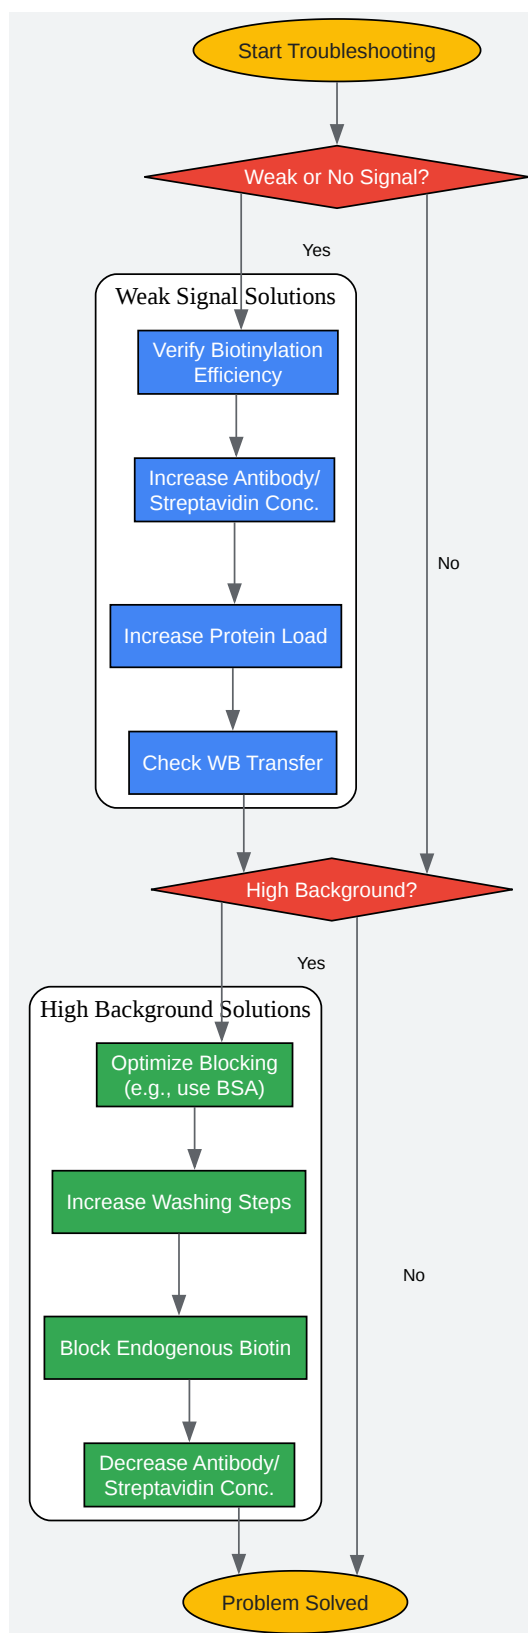 Start Troubleshooting
Weak or No Signal?
Yes
Weak Signal Solutions
Verify Biotinylation
Efficiency
Increase Antibody/
Streptavidin Conc.
No
Increase Protein Load
Check WB Transfer
High Background?
Yes
High Background Solutions
Optimize Blocking
(e.g., use BSA)
Increase Washing Steps
No
Block Endogenous Biotin
Decrease Antibody/
Streptavidin Conc.
Problem Solved